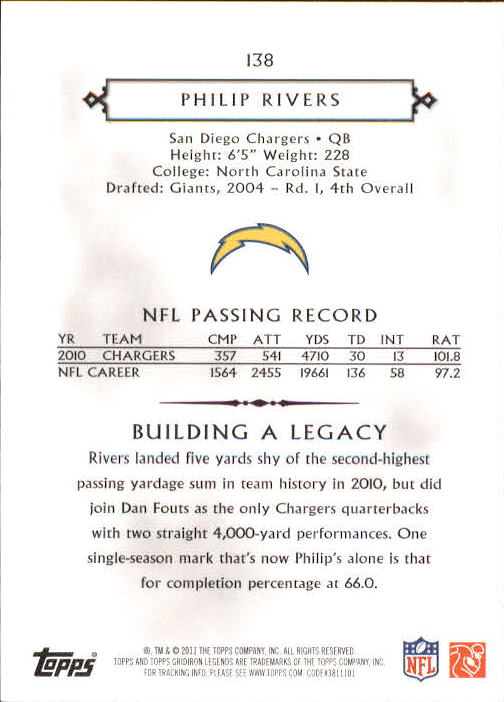 138
PHILIP RIVERS
San Diego Chargers • QB
Height: 6'5" Weight: 228
College: North Carolina State
Drafted: Giants, 2004 – Rd. 1, 4th Overall
NFL PASSING RECORD
YR TEAM CMP ATT YDS TD INT RAT
2010 CHARGERS 357 541 4710 30 13 101.8
NFL CAREER 1564 2455 19661 136 58 97.2
BUILDING A LEGACY
Rivers landed five yards shy of the second-highest
passing yardage sum in team history in 2010, but did
join Dan Fouts as the only Chargers quarterbacks
with two straight 4,000-yard performances. One
single-season mark that's now Philip's alone is that
for completion percentage at 66.0.
®, TM & © 2011 THE TOPPS COMPANY, INC. ALL RIGHTS RESERVED.
TOPPS AND TOPPS GRIDIRON LEGENDS ARE TRADEMARKS OF THE TOPPS COMPANY, INC.
FOR TRACKING INFO, PLEASE SEE WWW.TOPPS.COM CODE#3811101
Topps®
NFL